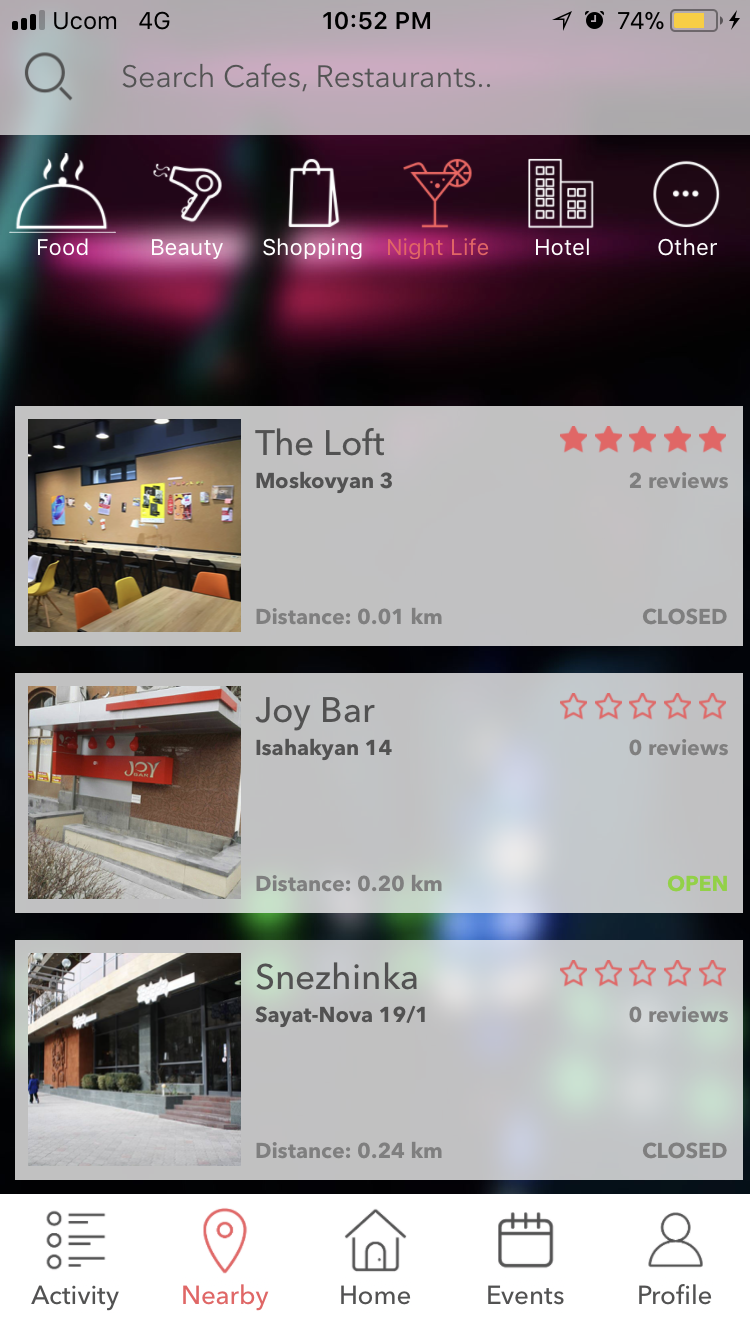 Ucom 4G 10:52 PM 74%
Search Cafes, Restaurants..
Food Beauty Shopping Night Life Hotel Other
The Loft
Moskovyan 3 2 reviews
Distance: 0.01 km CLOSED
JOY
Joy Bar
Isahakyan 14 0 reviews
Distance: 0.20 km OPEN
Snezhinka
Sayat-Nova 19/1 0 reviews
Distance: 0.24 km CLOSED
Activity Nearby Home Events Profile